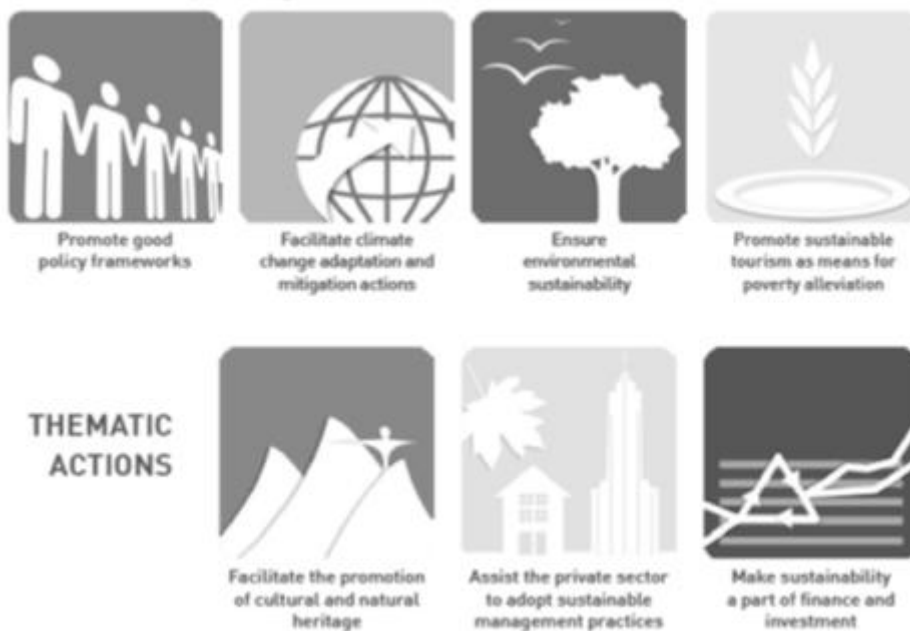 Promote good
policy frameworks
Facilitate climate
change adaptation and
mitigation actions
Ensure
environmental
sustainability
Promote sustainable
tourism as means for
poverty alleviation
THEMATIC
ACTIONS
Facilitate the promotion
of cultural and natural
heritage
Assist the private sector
to adopt sustainable
management practices
Make sustainability
a part of finance and
investment